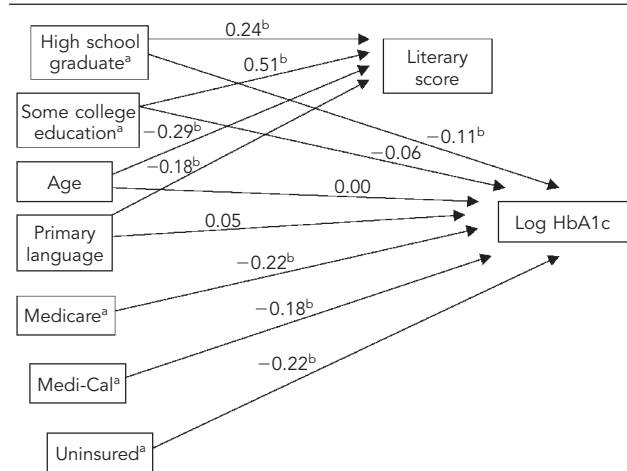 High school
graduateᵃ
0.24ᵇ
Literary
score
0.51ᵇ
Some college
educationᵃ
−0.29ᵇ
−0.11ᵇ
−0.06
−0.18ᵇ
Age
0.00
Primary
language
0.05
Log HbA1c
−0.22ᵇ
Medicareᵃ
−0.18ᵇ
Medi-Calᵃ
−0.22ᵇ
Uninsuredᵃ